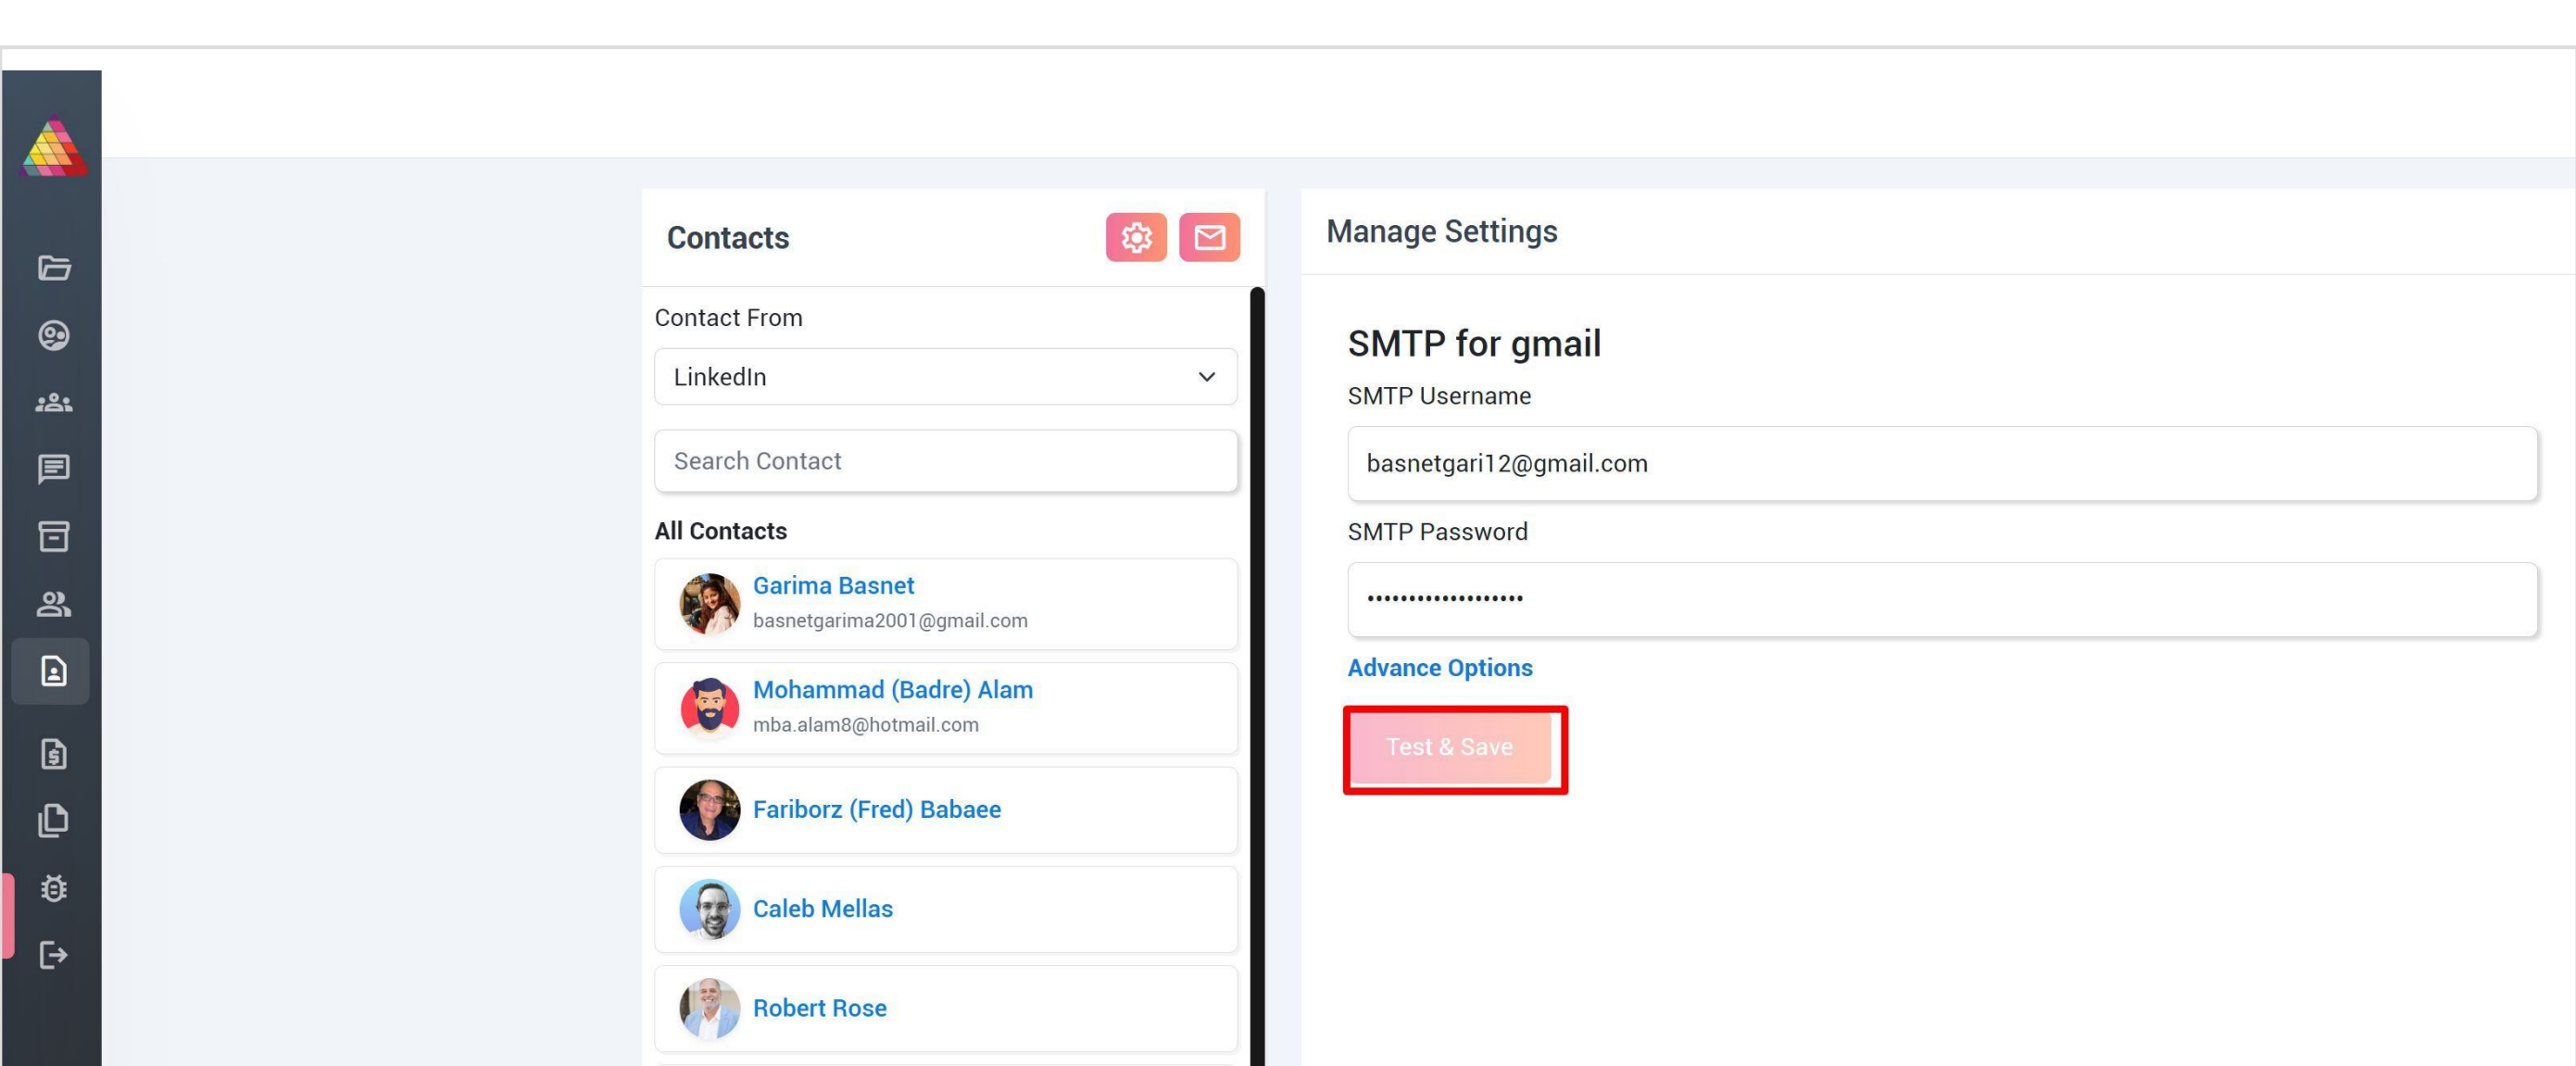 Contacts
Contact From
LinkedIn
Search Contact
All Contacts
Garima Basnet
basnetgarima2001@gmail.com
Mohammad (Badre) Alam
mba.alam8@hotmail.com
Fariborz (Fred) Babaee
Caleb Mellas
Robert Rose
Manage Settings
SMTP for gmail
SMTP Username
basnetgari12@gmail.com
SMTP Password
Advance Options
Test & Save